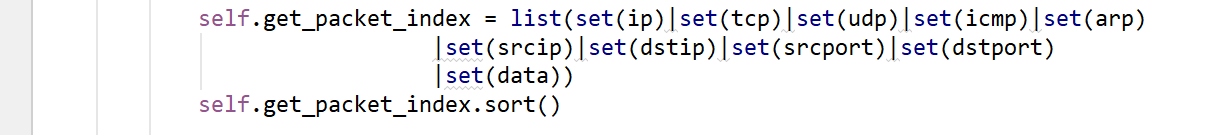 self.get_packet_index = list(set(ip)|set(tcp)|set(udp)|set(icmp)|set(arp)
|set(srcip)|set(dstip)|set(srcport)|set(dstport)
|set(data))
self.get_packet_index.sort()